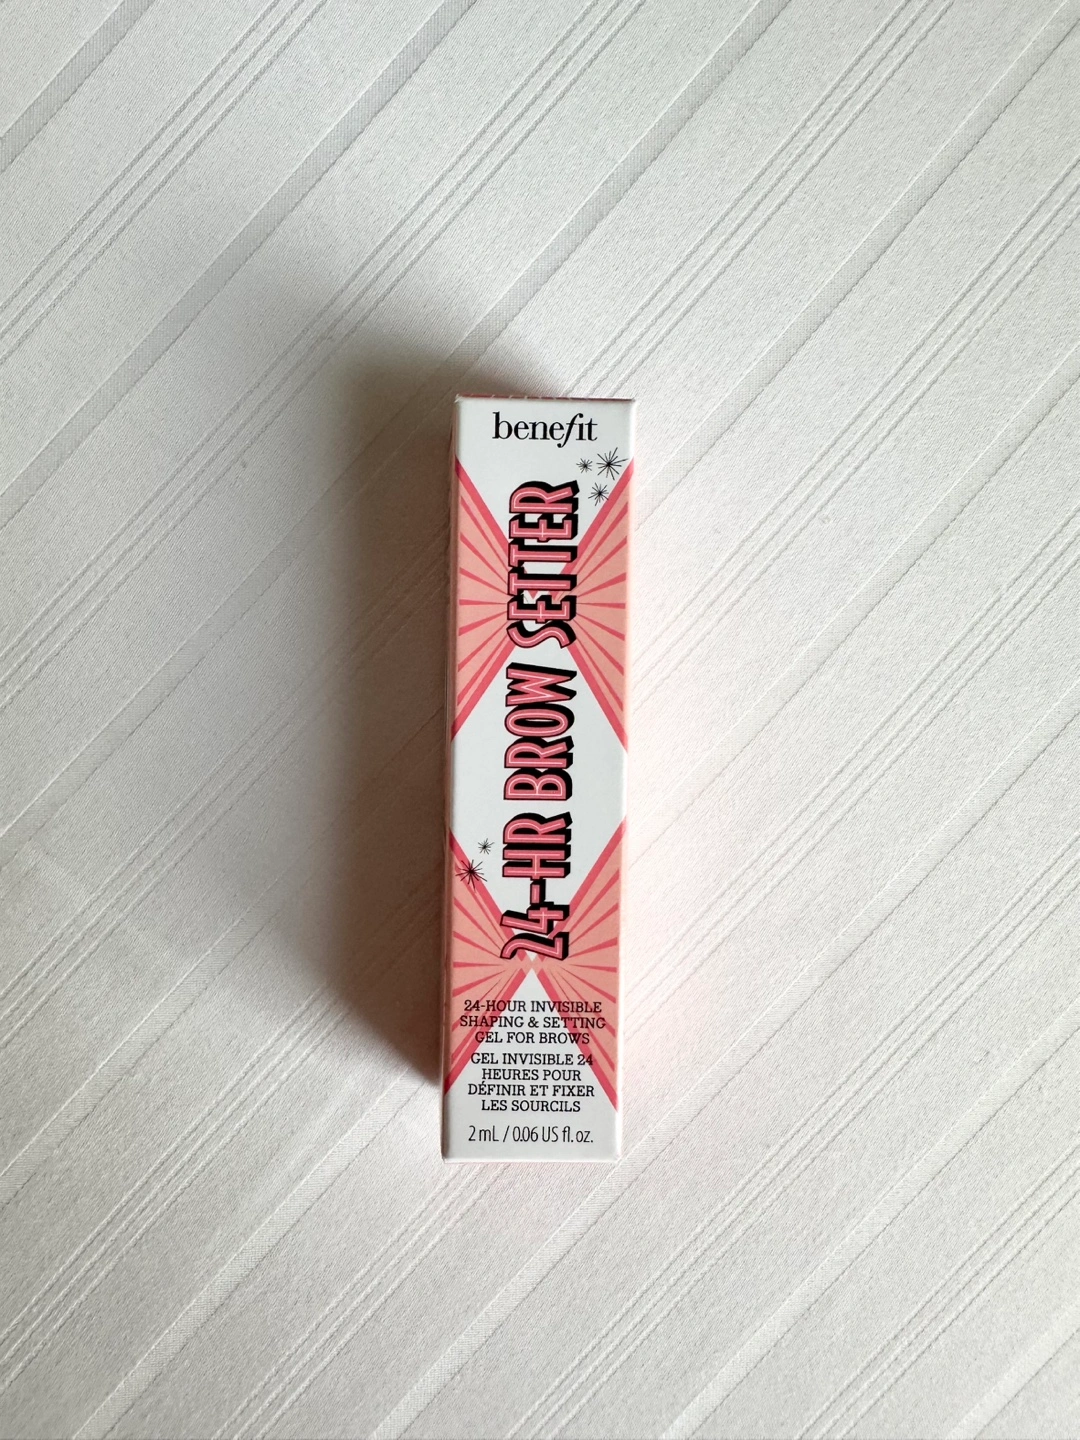 benefit
24-HR BROW SETTER
24-HOUR INVISIBLE
SHAPING & SETTING
GEL FOR BROWS
GEL INVISIBLE 24
HEURES POUR
DÉFINIR ET FIXER
LES SOURCILS
2 mL / 0.06 US fl. oz.